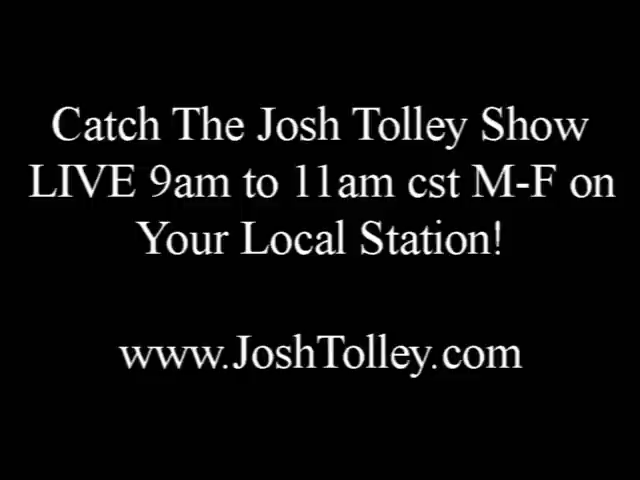 Catch The Josh Tolley Show
LIVE 9am to 11am cst M-F on
Your Local Station!
www.JoshTolley.com